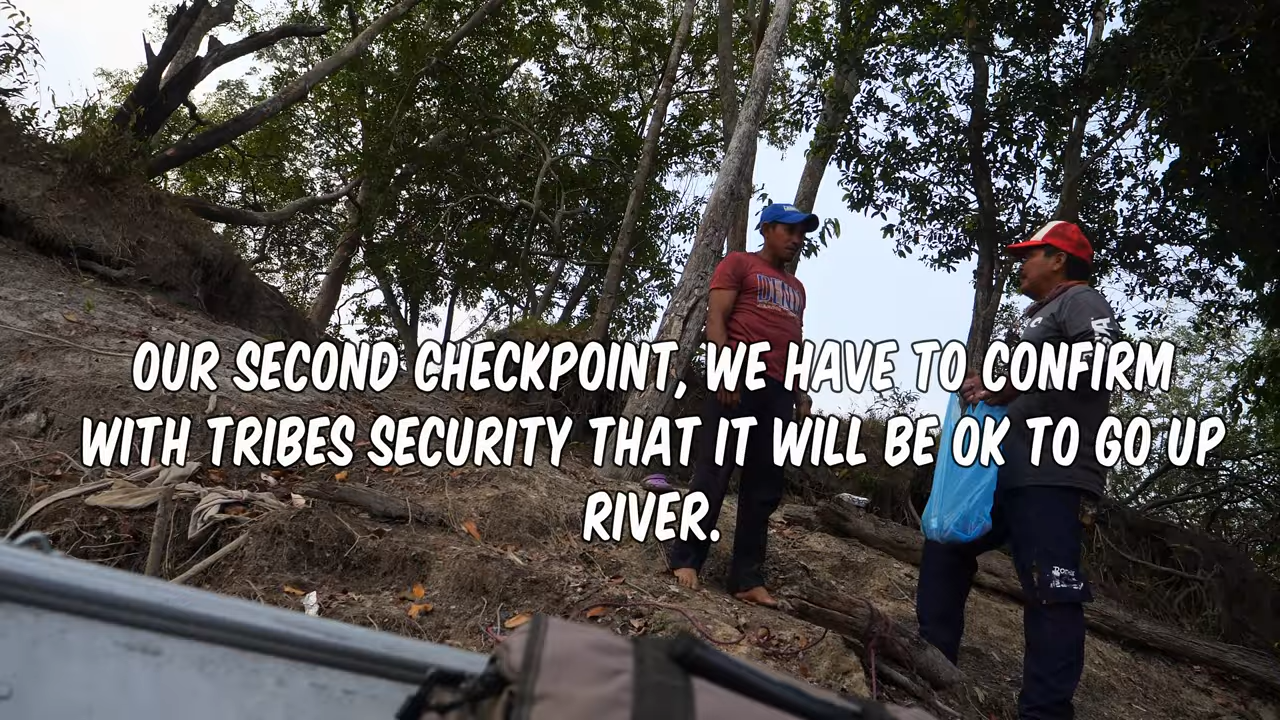 OUR SECOND CHECKPOINT, WE HAVE TO CONFIRM
WITH TRIBES SECURITY THAT IT WILL BE OK TO GO UP
RIVER.